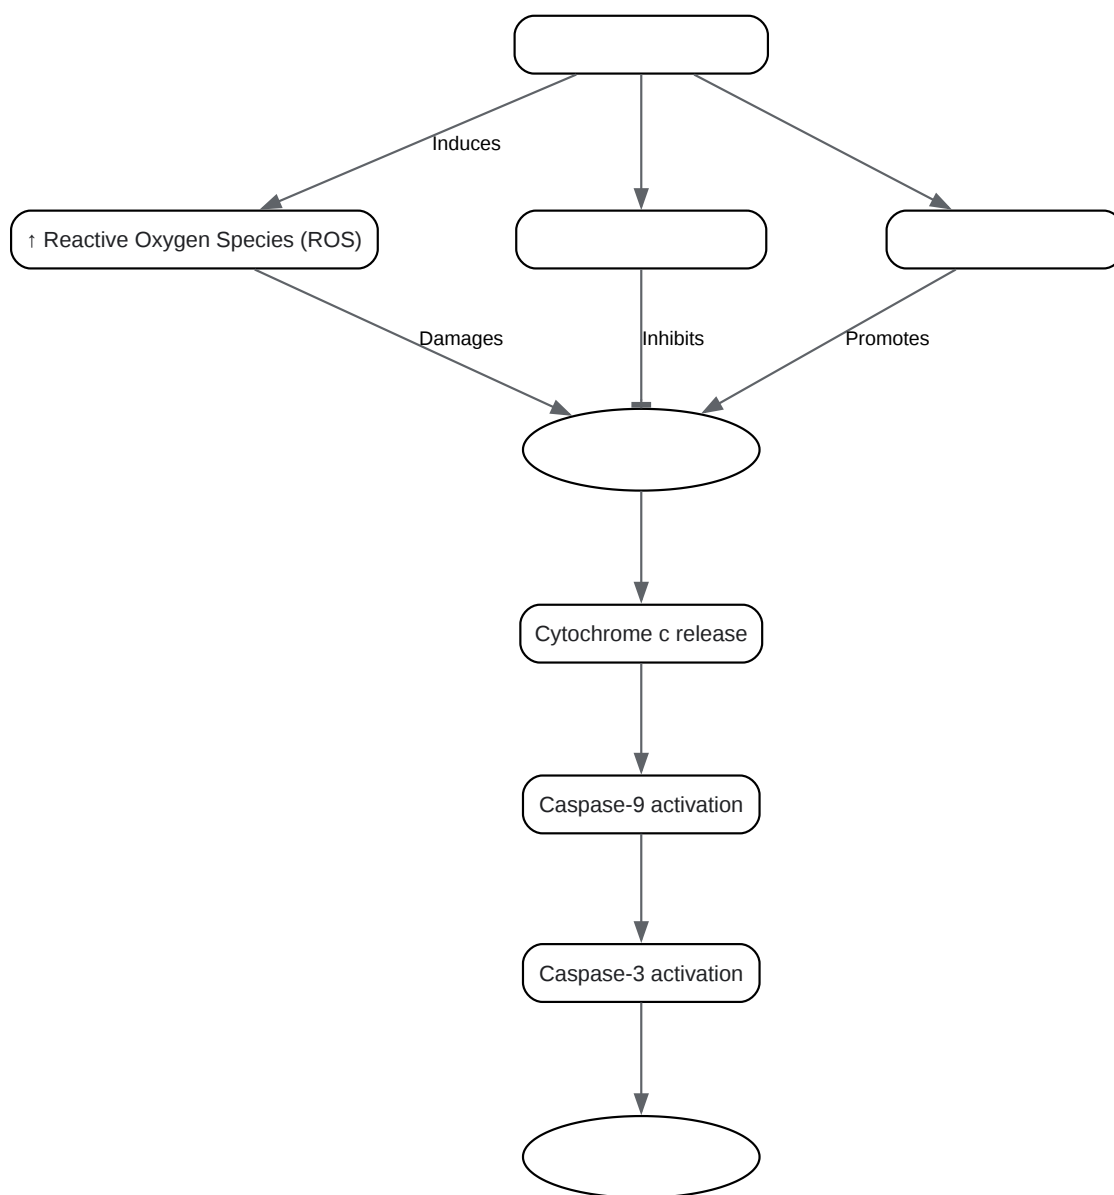 Induces
↑ Reactive Oxygen Species (ROS)
Damages
Inhibits
Promotes
Cytochrome c release
Caspase-9 activation
Caspase-3 activation